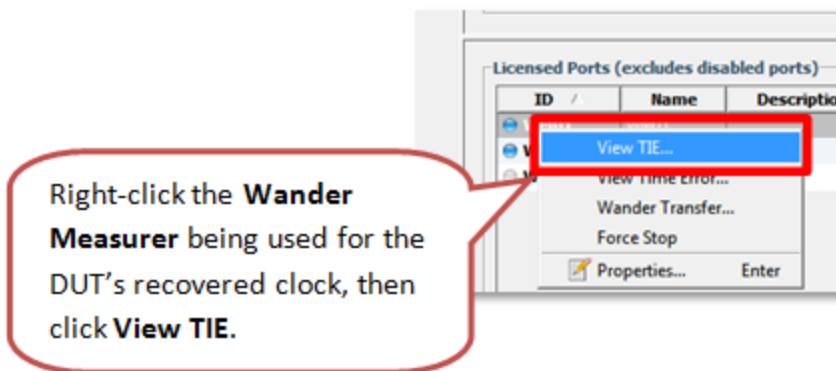 Licensed Ports (excludes disabled ports)
ID Name Descriptio
View TIE...
View Time Error...
Wander Transfer...
Force Stop
Properties... Enter
Right-click the Wander
Measurer being used for the
DUT’s recovered clock, then
click View TIE.